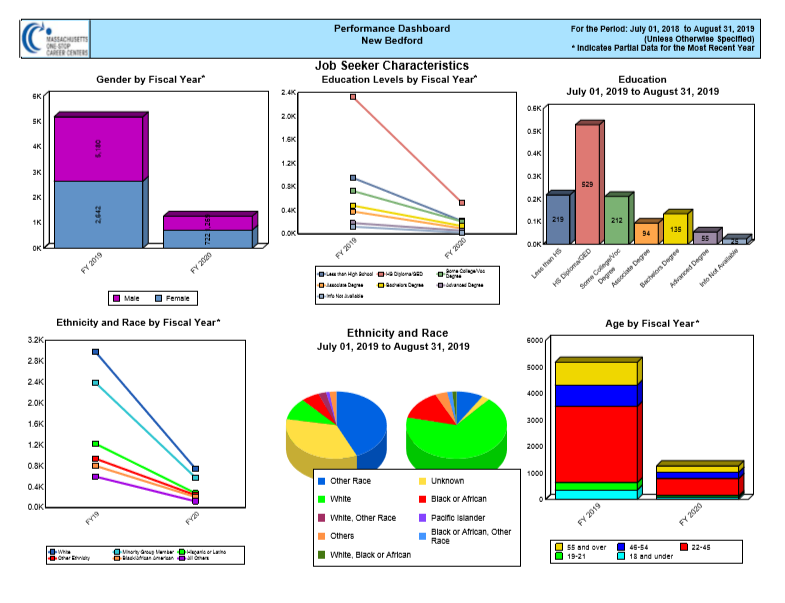 MASSACHUSETTS
ONE-STOP
CAREER CENTERS
Performance Dashboard
New Bedford
For the Period: July 01, 2018 to August 31, 2019
(Unless Otherwise Specified)
* Indicates Partial Data for the Most Recent Year
Job Seeker Characteristics
Gender by Fiscal Year*
6K
5K
4K
3K
2K
1K
0K
2,642
722
FY 2019
FY 2020
Male
Female
Education Levels by Fiscal Year*
2.4K
2.0K
1.6K
1.2K
0.8K
0.4K
0.0K
FY 2019
FY 2020
Less than High School
HS Diploma/GED
Some College/Voc Degree
Associate Degree
Bachelors Degree
Advanced Degree
Info Not Available
Education
July 01, 2019 to August 31, 2019
0.6K
0.5K
0.4K
0.3K
0.2K
0.1K
0.0K
219
529
212
94
135
55
Less than HS
HS Diploma/GED
Some College/Voc Degree
Associate Degree
Bachelors Degree
Advanced Degree
Info Not Available
Ethnicity and Race by Fiscal Year*
3.2K
2.8K
2.4K
2.0K
1.6K
1.2K
0.8K
0.4K
0.0K
FY19
FY20
White
Minority Group Member
Hispanic or Latino
Other Ethnicity
Black/African American
All Others
Ethnicity and Race
July 01, 2019 to August 31, 2019
Other Race
Unknown
White
Black or African
White, Other Race
Pacific Islander
Others
Black or African, Other
Race
White, Black or African
Age by Fiscal Year*
6000
5000
4000
3000
2000
1000
0
FY 2019
FY 2020
55 and over
46-54
22-45
19-21
18 and under